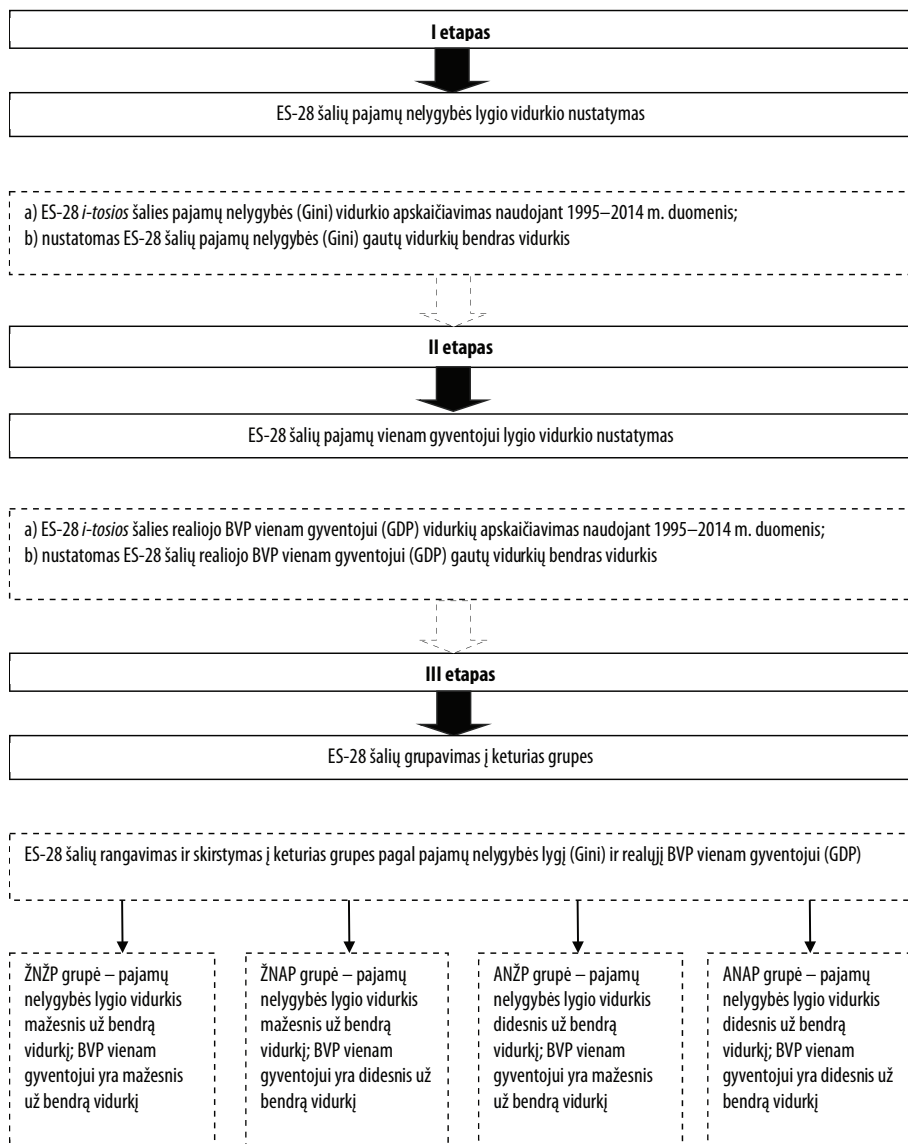 I etapas
ES-28 šalių pajamų nelygybės lygio vidurkio nustatymas
a) ES-28 i-tosios šalies pajamų nelygybės (Gini) vidurkio apskaičiavimas naudojant 1995–2014 m. duomenis;
b) nustatomas ES-28 šalių pajamų nelygybės (Gini) gautų vidurkių bendras vidurkis
II etapas
ES-28 šalių pajamų vienam gyventojui lygio vidurkio nustatymas
a) ES-28 i-tosios šalies realiojo BVP vienam gyventojui (GDP) vidurkių apskaičiavimas naudojant 1995–2014 m. duomenis;
b) nustatomas ES-28 šalių realiojo BVP vienam gyventojui (GDP) gautų vidurkių bendras vidurkis
III etapas
ES-28 šalių grupavimas į keturias grupes
ES-28 šalių rangavimas ir skirstymas į keturias grupes pagal pajamų nelygybės lygį (Gini) ir realųjį BVP vienam gyventojui (GDP)
ŽNŽP grupė – pajamų
nelygybės lygio vidurkis
mažesnis už bendrą
vidurkį; BVP vienam
gyventojui yra mažesnis
už bendrą vidurkį
ŽNAP grupė – pajamų
nelygybės lygio vidurkis
mažesnis už bendrą
vidurkį; BVP vienam
gyventojui yra didesnis už
bendrą vidurkį
ANŽP grupė – pajamų
nelygybės lygio vidurkis
didesnis už bendrą
vidurkį; BVP vienam
gyventojui yra mažesnis
už bendrą vidurkį
ANAP grupė – pajamų
nelygybės lygio vidurkis
didesnis už bendrą
vidurkį; BVP vienam
gyventojui yra didesnis už
bendrą vidurkį